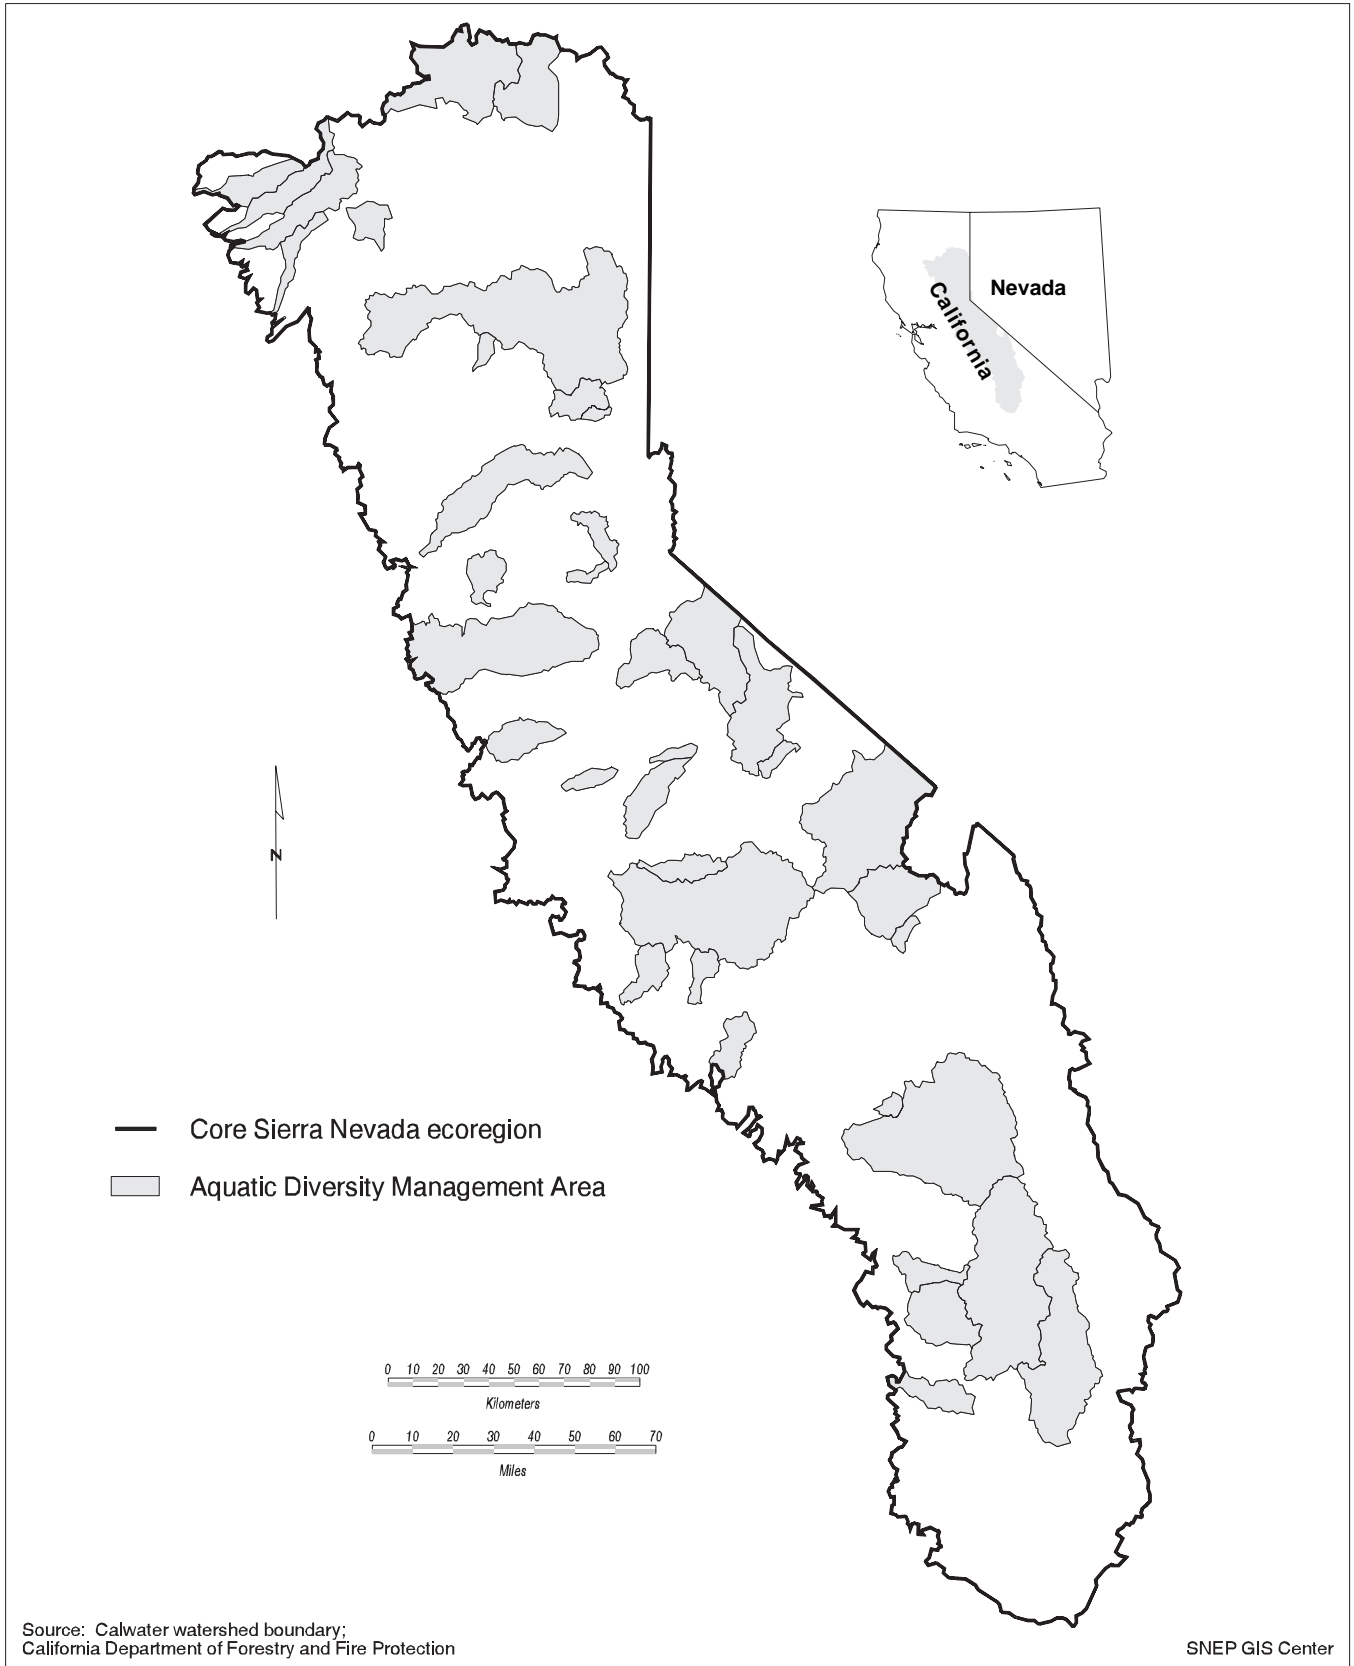 Nevada
California
N
Core Sierra Nevada ecoregion
Aquatic Diversity Management Area
0 10 20 30 40 50 60 70 80 90 100
Kilometers
0 10 20 30 40 50 60 70
Miles
Source: Calwater watershed boundary;
California Department of Forestry and Fire Protection
SNEP GIS Center